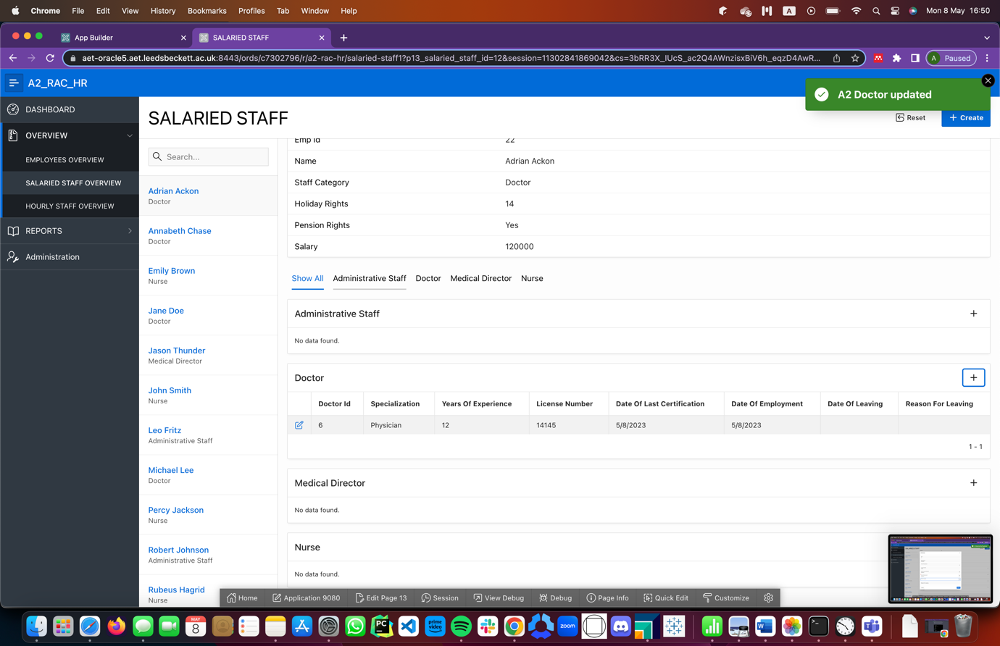 Chrome File Edit View History Bookmarks Profiles Tab Window Help A Mon 8 May 16:50
App Builder SALARIED STAFF
aet-oracle5.aet.leedsbeckett.ac.uk:8443/ords/c7302796/r/a2-rac-hr/salaried-staff1?p13_salaried_staff_id=12&session=11302841869042&cs=3bRR3X_lUcS_ac2Q4AWnzisxBiV6h_eqzD4AwR... A Paused
A2_RAC_HR
A2 Doctor updated
DASHBOARD
OVERVIEW
EMPLOYEES OVERVIEW
SALARIED STAFF OVERVIEW
HOURLY STAFF OVERVIEW
REPORTS
Administration
SALARIED STAFF
Reset
Create
Search...
Adrian Ackon
Doctor
Annabeth Chase
Doctor
Emily Brown
Nurse
Jane Doe
Doctor
Jason Thunder
Medical Director
John Smith
Nurse
Leo Fritz
Administrative Staff
Michael Lee
Doctor
Percy Jackson
Nurse
Robert Johnson
Administrative Staff
Rubeus Hagrid
Nurse
Emp Id 22
Name Adrian Ackon
Staff Category Doctor
Holiday Rights 14
Pension Rights Yes
Salary 120000
Show All Administrative Staff Doctor Medical Director Nurse
Administrative Staff
No data found.
Doctor
Doctor Id Specialization Years Of Experience License Number Date Of Last Certification Date Of Employment Date Of Leaving Reason For Leaving
6 Physician 12 14145 5/8/2023 5/8/2023
1 - 1
Medical Director
No data found.
Nurse
No data found.
Home Application 9080 Edit Page 13 Session View Debug Debug Page Info Quick Edit Customize
MAY
8
PC
prime video
zoom
W